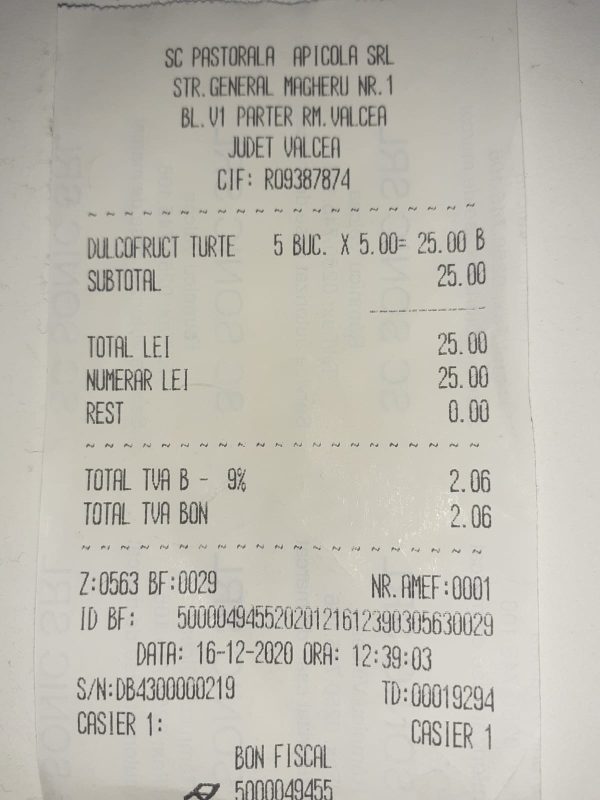 SC PASTORALA APICOLA SRL
STR.GENERAL MAGHERU NR.1
BL.V1 PARTER RM.VALCEA
JUDET VALCEA
CIF: RO9387874
DULCOFRUCT TURTE 5 BUC. X 5.00= 25.00 B
SUBTOTAL 25.00
TOTAL LEI 25.00
NUMERAR LEI 25.00
REST 0.00
TOTAL TVA B - 9% 2.06
TOTAL TVA BON 2.06
Z:0563 BF:0029 NR.AMEF:0001
ID BF: 50000494552020121612390305630029
DATA: 16-12-2020 ORA: 12:39:03
S/N:DB4300000219 TD:00019294
CASIER 1: CASIER 1
BON FISCAL
5000049455